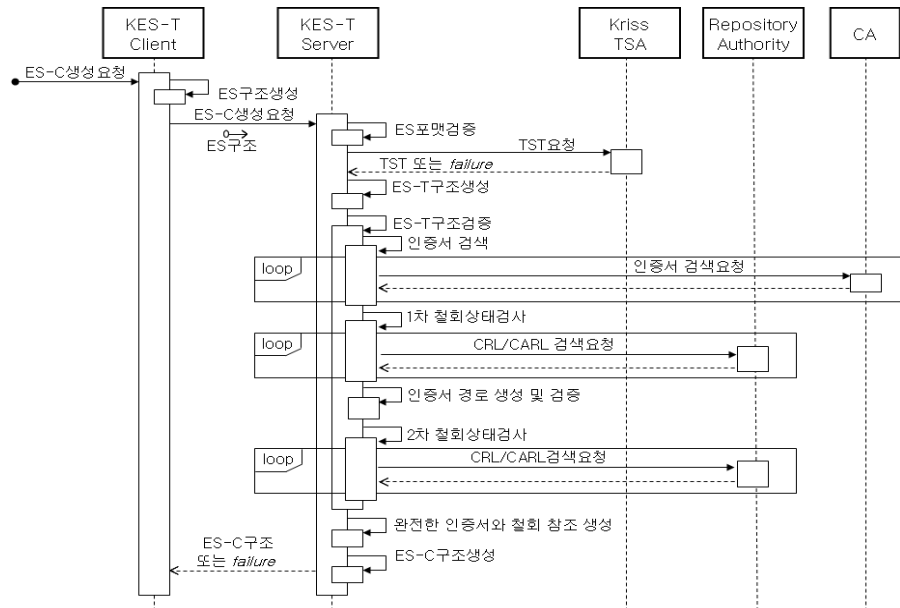 KES-T
Client
KES-T
Server
Kriss
TSA
Repository
Authority
CA
ES-C생성요청
ES구조생성
ES-C생성요청
ES구조
ES포맷검증
TST요청
TST 또는 failure
ES-T구조생성
ES-T구조검증
인증서 검색
loop
인증서 검색요청
1차 철회상태검사
loop
CRL/CARL 검색요청
인증서 경로 생성 및 검증
2차 철회상태검사
loop
CRL/CARL검색요청
완전한 인증서와 철회 참조 생성
ES-C구조
또는 failure
ES-C구조생성